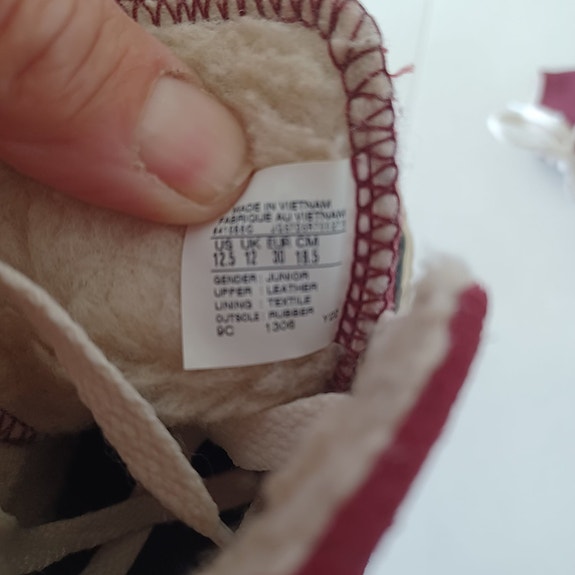 MADE IN VIETNAM
FABRIQUE AU VIETNAM
US UK EUR CM
12.5 12 30 18.5
GENDER : JUNIOR
UPPER : LEATHER
LINING : TEXTILE
OUTSOLE : RUBBER
9C 1306